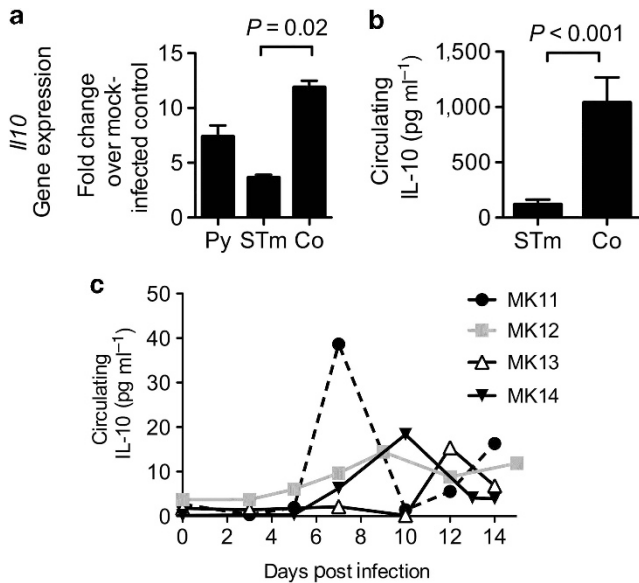 a
Il10
Gene expression
Fold change
over mock-
infected control
P = 0.02
15
10
5
0
Py STm Co
b
P < 0.001
Circulating
IL-10 (pg ml⁻¹)
1,500
1,000
500
0
STm Co
c
Circulating
IL-10 (pg ml⁻¹)
50
40
30
20
10
0
0 2 4 6 8 10 12 14
Days post infection
MK11
MK12
MK13
MK14